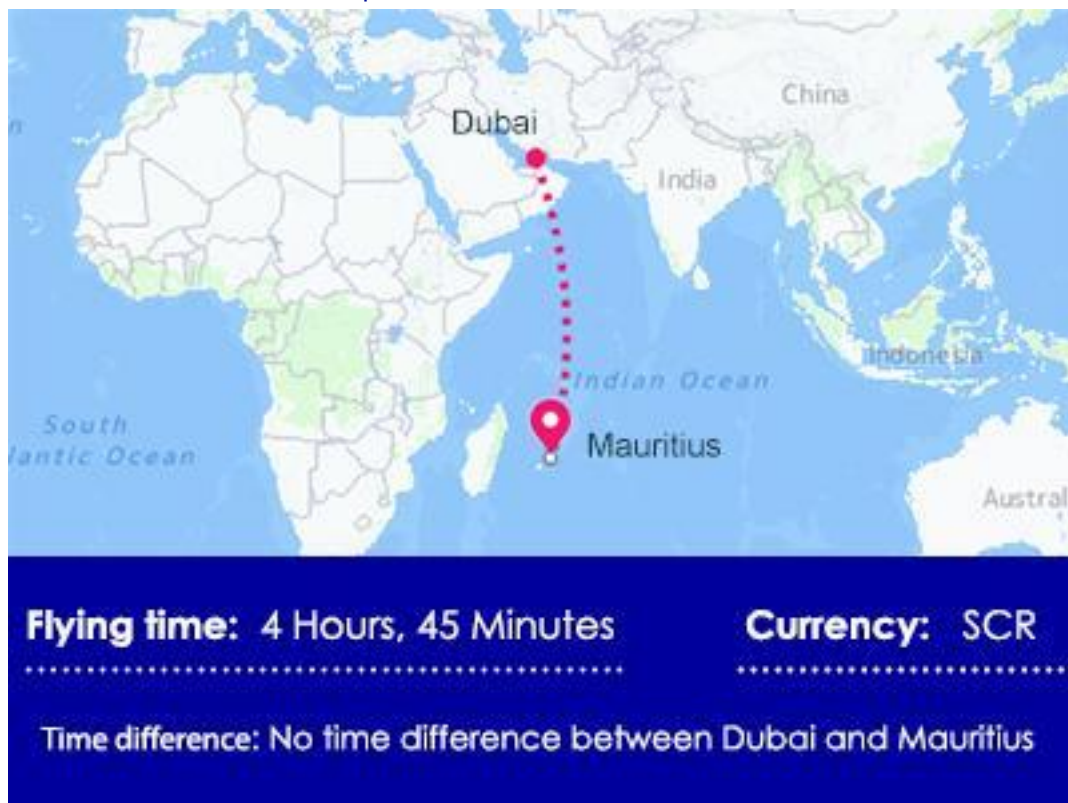 China
Dubai
India
Indonesia
Indian Ocean
South
lantic Ocean
Mauritius
Austral
Flying time: 4 Hours, 45 Minutes
Currency: SCR
Time difference: No time difference between Dubai and Mauritius